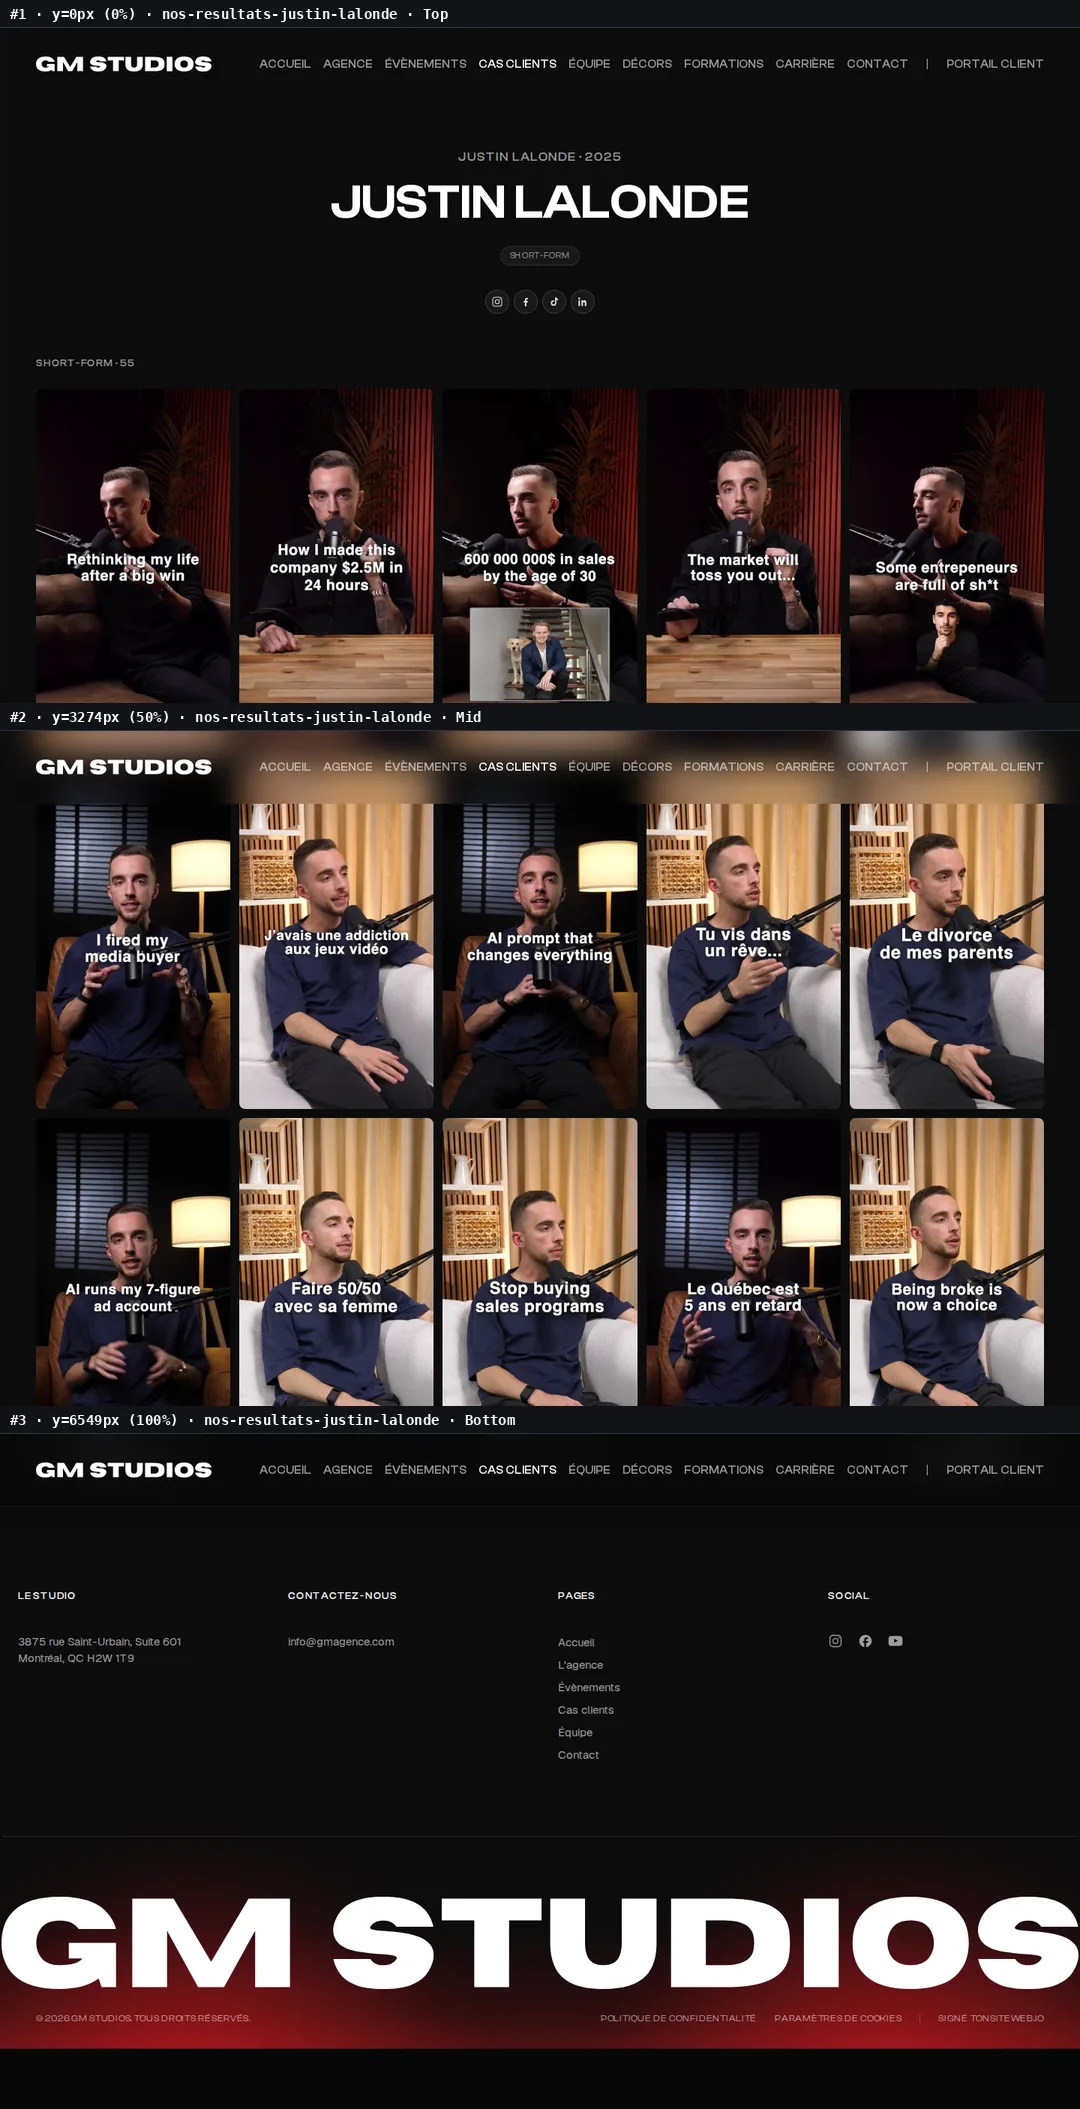 #1 · y=0px (0%) · nos-resultats-justin-lalonde · Top
GM STUDIOS
ACCUEIL AGENCE ÉVÈNEMENTS CAS CLIENTS ÉQUIPE DÉCORS FORMATIONS CARRIÈRE CONTACT | PORTAIL CLIENT
JUSTIN LALONDE · 2025
JUSTIN LALONDE
SHORT-FORM
SHORT-FORM · 55
Rethinking my life
after a big win
How I made this
company $2.5M in
24 hours
600 000 000$ in sales
by the age of 30
The market will
toss you out...
Some entrepeneurs
are full of sh*t
#2 · y=3274px (50%) · nos-resultats-justin-lalonde · Mid
GM STUDIOS
ACCUEIL AGENCE ÉVÈNEMENTS CAS CLIENTS ÉQUIPE DÉCORS FORMATIONS CARRIÈRE CONTACT | PORTAIL CLIENT
I fired my
media buyer
J'avais une addiction
aux jeux vidéo
AI prompt that
changes everything
Tu vis dans
un rêve...
Le divorce
de mes parents
AI runs my 7-figure
ad account
Faire 50/50
avec sa femme
Stop buying
sales programs
Le Québec est
5 ans en retard
Being broke is
now a choice
#3 · y=6549px (100%) · nos-resultats-justin-lalonde · Bottom
GM STUDIOS
ACCUEIL AGENCE ÉVÈNEMENTS CAS CLIENTS ÉQUIPE DÉCORS FORMATIONS CARRIÈRE CONTACT | PORTAIL CLIENT
LE STUDIO
3875 rue Saint-Urbain, Suite 601
Montréal, QC H2W 1T9
CONTACTEZ-NOUS
info@gmagence.com
PAGES
Accueil
L'agence
Évènements
Cas clients
Équipe
Contact
SOCIAL
GM STUDIOS
© 2026 GM STUDIOS. TOUS DROITS RÉSERVÉS.
POLITIQUE DE CONFIDENTIALITÉ PARAMÈTRES DE COOKIES | SIGNÉ TONSITEWEB.IO